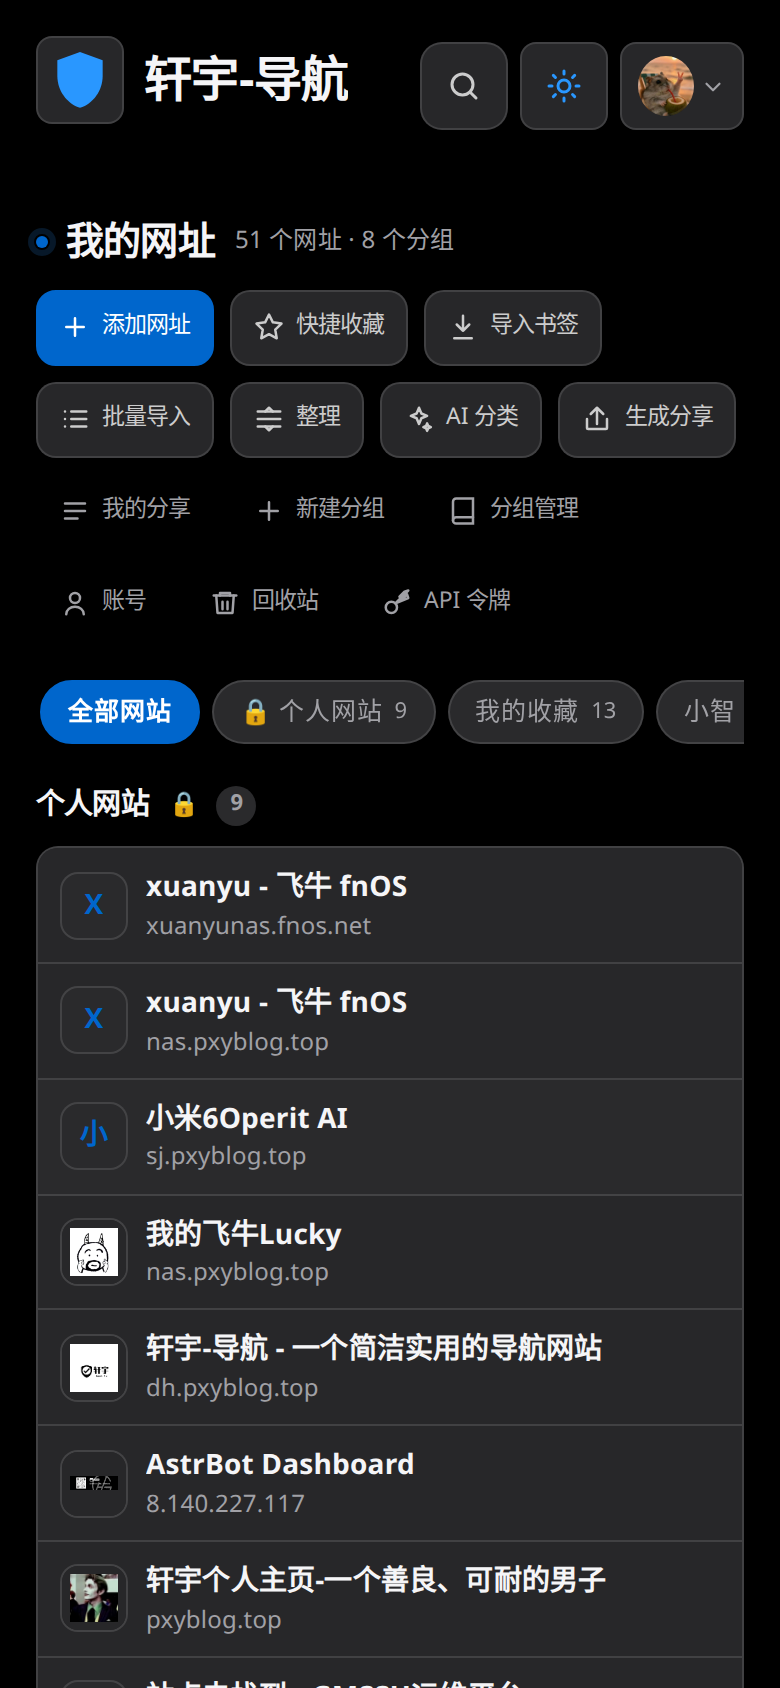 轩宇-导航
我的网址 51 个网址 · 8 个分组
添加网址 快捷收藏 导入书签
批量导入 整理 AI 分类 生成分享
我的分享 新建分组 分组管理
账号 回收站 API 令牌
全部网站 个人网站 9 我的收藏 13 小智
个人网站 9
X
xuanyu - 飞牛 fnOS
xuanyunas.fnos.net
X
xuanyu - 飞牛 fnOS
nas.pxyblog.top
小
小米6Operit AI
sj.pxyblog.top
我的飞牛Lucky
nas.pxyblog.top
轩宇
轩宇-导航 - 一个简洁实用的导航网站
dh.pxyblog.top
AstrBot Dashboard
8.140.227.117
轩宇个人主页-一个善良、可耐的男子
pxyblog.top